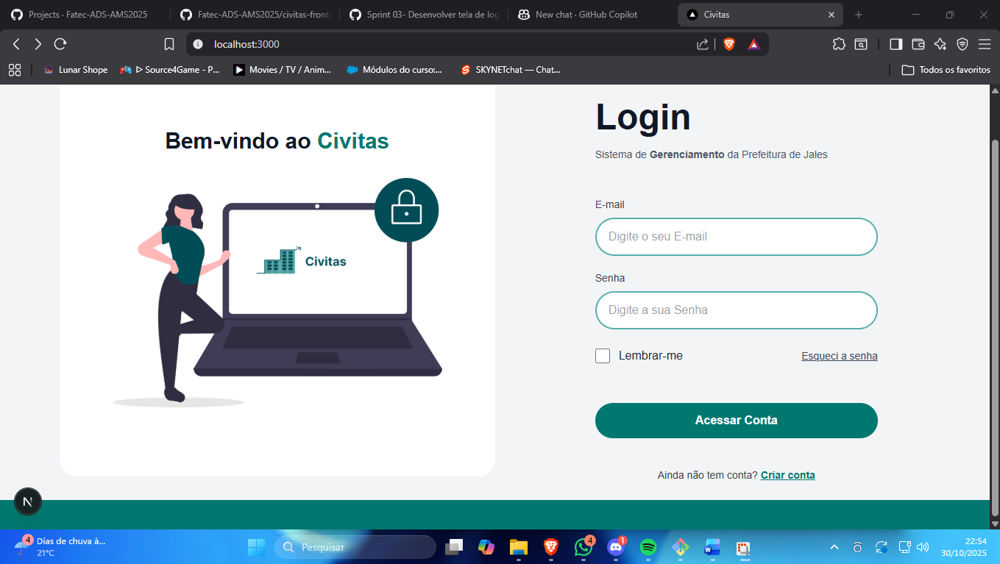 Projects · Fatec-ADS-AMS2025
Fatec-ADS-AMS2025/civitas-front
Sprint 03- Desenvolver tela de log
New chat · GitHub Copilot
Civitas
localhost:3000
Lunar Shope
ᐅ Source4Game - P...
Movies / TV / Anim...
Módulos do curso:...
SKYNETchat — Chat...
Todos os favoritos
Bem-vindo ao Civitas
Civitas
Login
Sistema de Gerenciamento da Prefeitura de Jales
E-mail
Digite o seu E-mail
Senha
Digite a sua Senha
Lembrar-me
Esqueci a senha
Acessar Conta
Ainda não tem conta? Criar conta
N
4
Dias de chuva à...
21°C
Pesquisar
4
1
W
22:54
30/10/2025